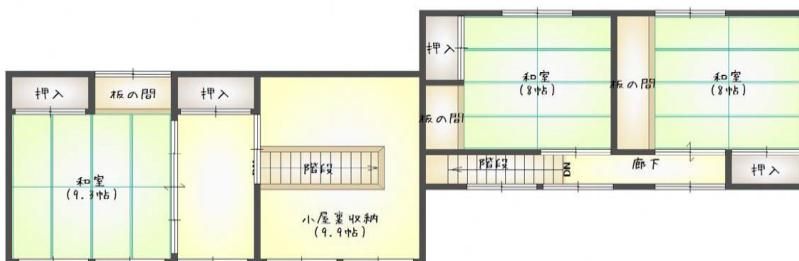 押入
和室
(8帖)
板の間
和室
(8帖)
板の間
階段
DN
廊下
押入
押入
板の間
押入
和室
(9.3帖)
DN
階段
小屋裏収納
(9.9帖)